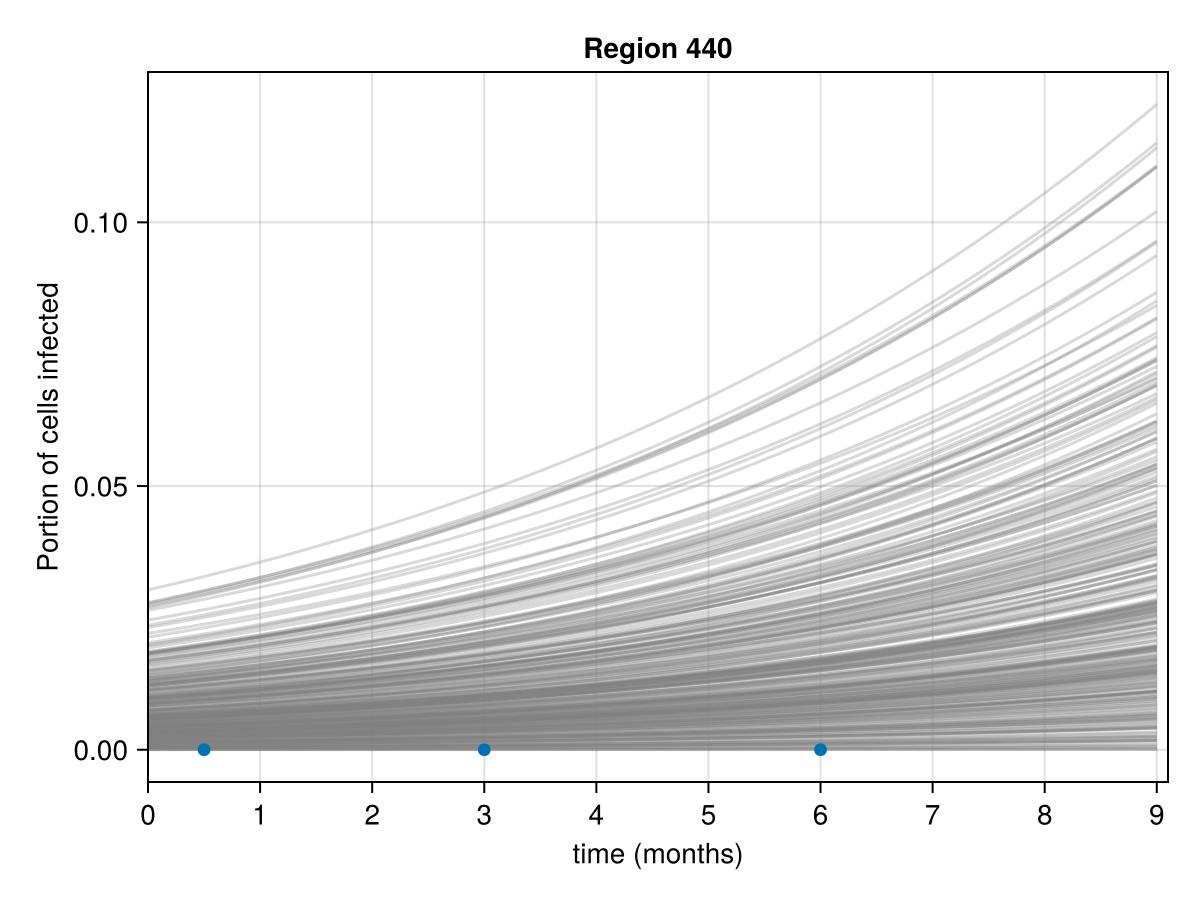 Region 440
Portion of cells infected
0.10
0.05
0.00
0 1 2 3 4 5 6 7 8 9
time (months)